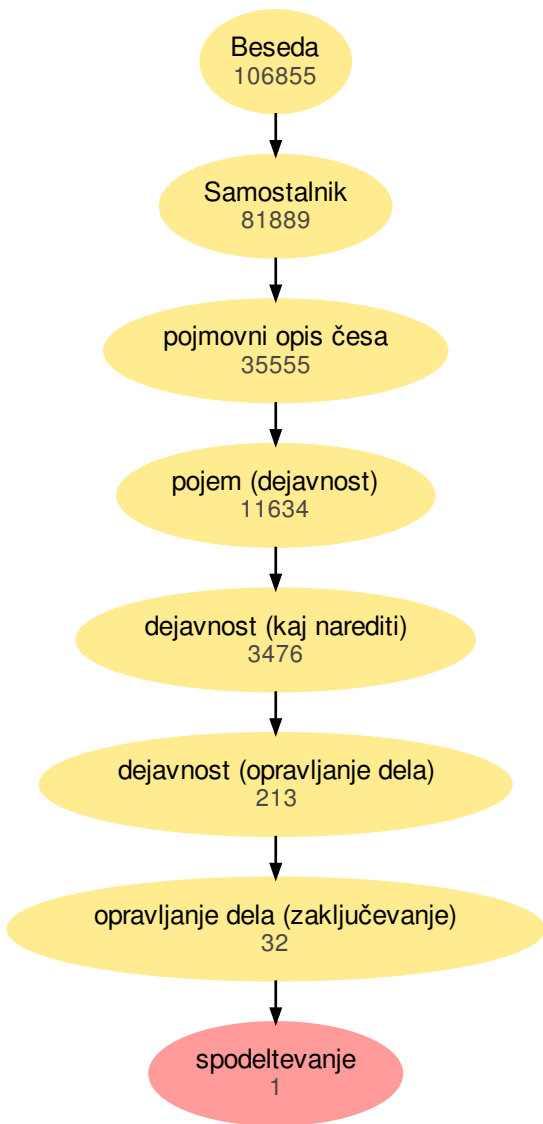 Beseda
106855
Samostalnik
81889
pojmovni opis česa
35555
pojem (dejavnost)
11634
dejavnost (kaj narediti)
3476
dejavnost (opravljanje dela)
213
opravljanje dela (zaključevanje)
32
spodeltevanje
1